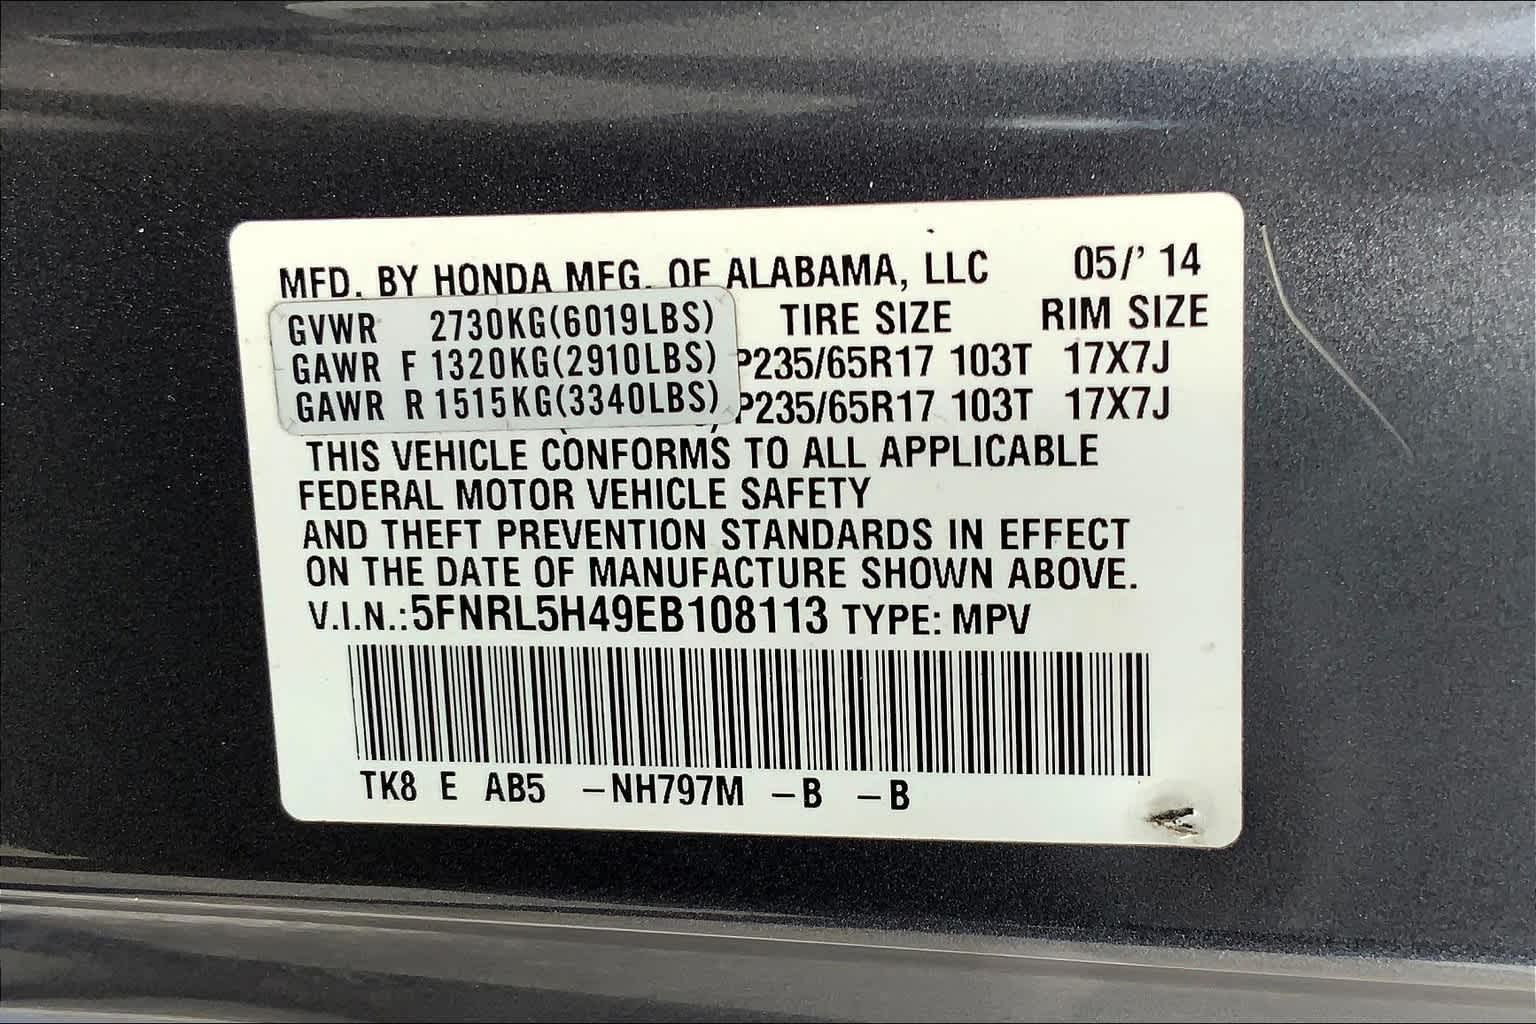 MFD. BY HONDA MFG. OF ALABAMA, LLC 05/' 14
GVWR 2730KG(6019LBS) TIRE SIZE RIM SIZE
GAWR F 1320KG(2910LBS) P235/65R17 103T 17X7J
GAWR R 1515KG(3340LBS) P235/65R17 103T 17X7J
THIS VEHICLE CONFORMS TO ALL APPLICABLE
FEDERAL MOTOR VEHICLE SAFETY
AND THEFT PREVENTION STANDARDS IN EFFECT
ON THE DATE OF MANUFACTURE SHOWN ABOVE.
V.I.N.:5FNRL5H49EB108113 TYPE: MPV
TK8 E AB5 –NH797M –B –B